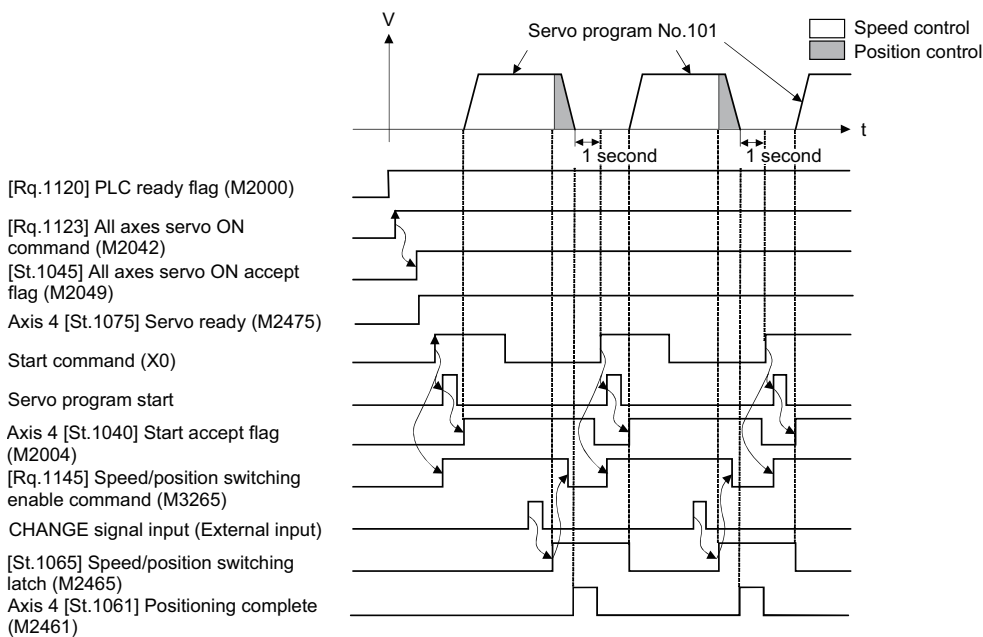 V
Servo program No.101
Speed control
Position control
t
1 second
1 second
[Rq.1120] PLC ready flag (M2000)
[Rq.1123] All axes servo ON
command (M2042)
[St.1045] All axes servo ON accept
flag (M2049)
Axis 4 [St.1075] Servo ready (M2475)
Start command (X0)
Servo program start
Axis 4 [St.1040] Start accept flag
(M2004)
[Rq.1145] Speed/position switching
enable command (M3265)
CHANGE signal input (External input)
[St.1065] Speed/position switching
latch (M2465)
Axis 4 [St.1061] Positioning complete
(M2461)